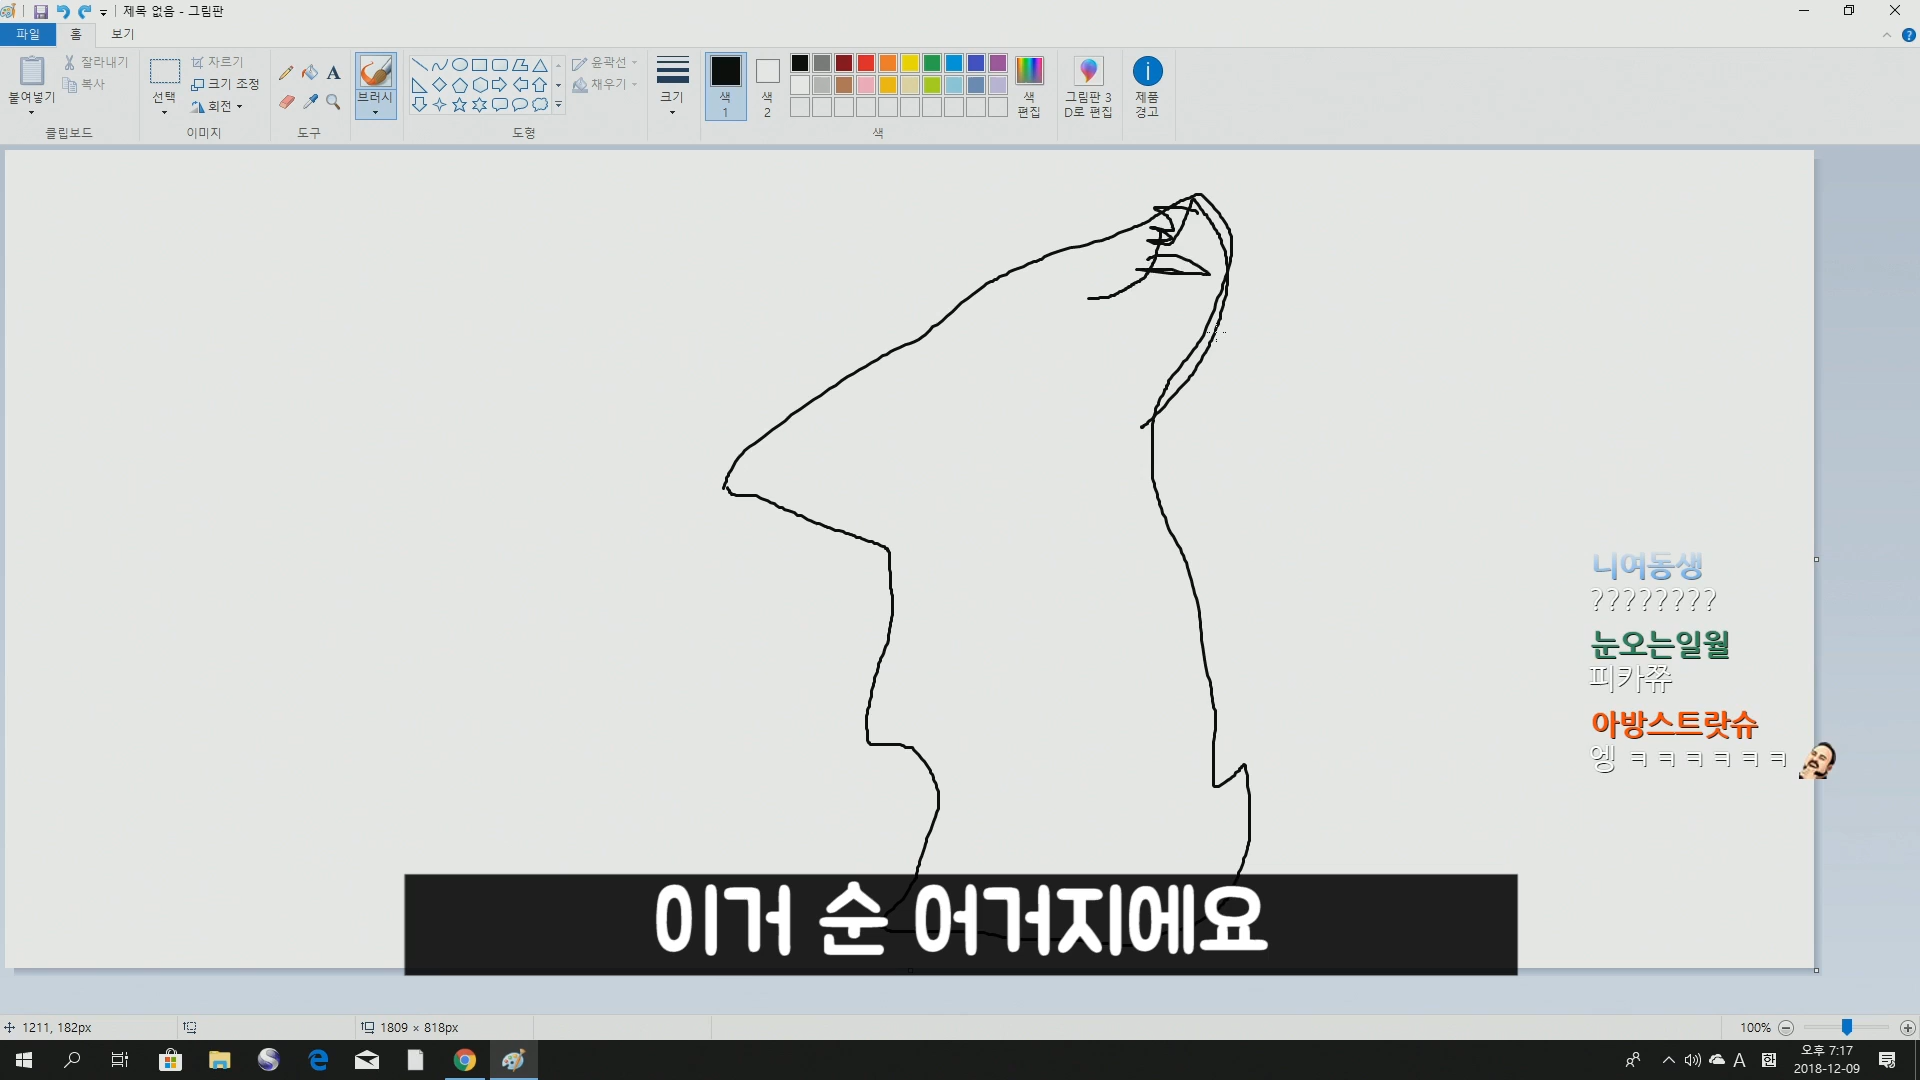 제목 없음 - 그림판
파일 홈 보기
붙여넣기
잘라내기
복사
클립보드
선택
자르기
크기 조정
회전
이미지
A
도구
브러시
윤곽선
채우기
도형
크기
색
1
색
2
색
편집
색
그림판 3
D로 편집
제품
경고
니여동생
????????
눈오는일월
피카쮸
아방스트랏슈
엥 ㅋㅋㅋㅋㅋㅋ
이거 순 어거지에요
1211, 182px
1809 × 818px
100%
A 한
오후 7:17
2018-12-09